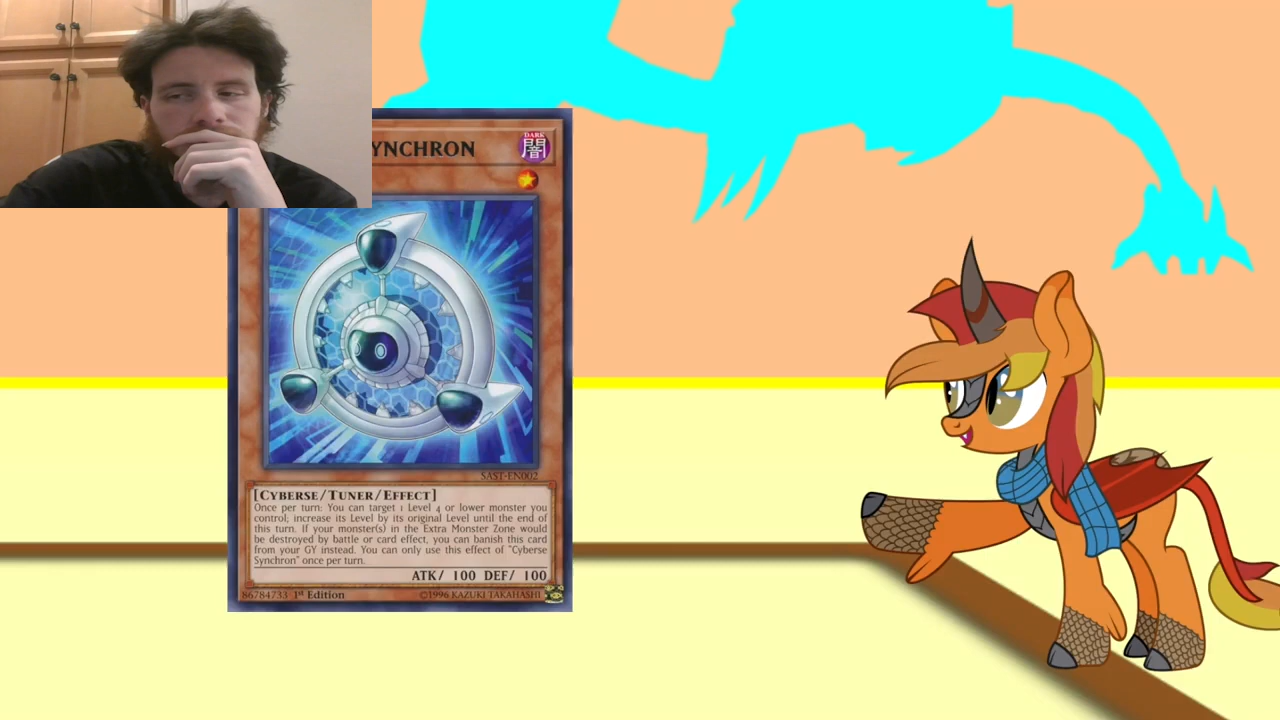 YNCHRON
DARK
闇
SAST-EN002
[CYBERSE/TUNER/EFFECT]
Once per turn: You can target 1 Level 4 or lower monster you
control; increase its Level by its original Level until the end of
this turn. If your monster(s) in the Extra Monster Zone would
be destroyed by battle or card effect, you can banish this card
from your GY instead. You can only use this effect of "Cyberse
Synchron" once per turn.
ATK/ 100 DEF/ 100
86784733 1st Edition ©1996 KAZUKI TAKAHASHI